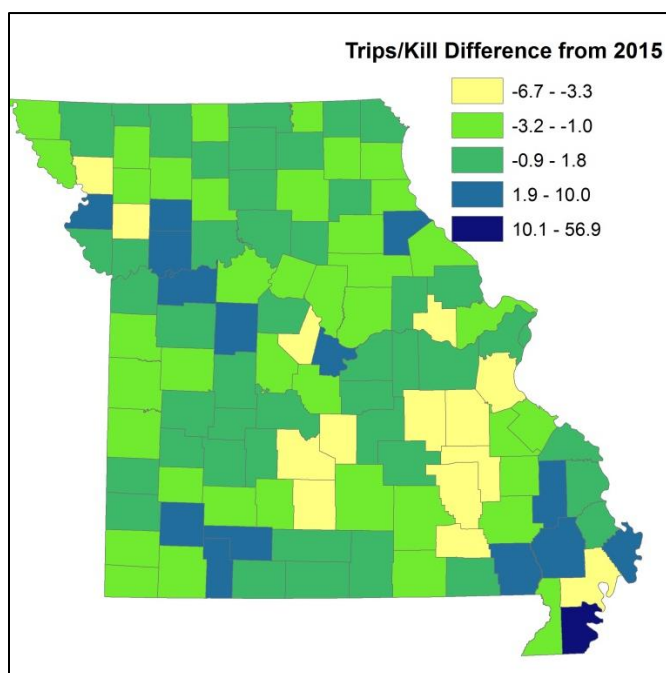 Trips/Kill Difference from 2015
-6.7 - -3.3
-3.2 - -1.0
-0.9 - 1.8
1.9 - 10.0
10.1 - 56.9